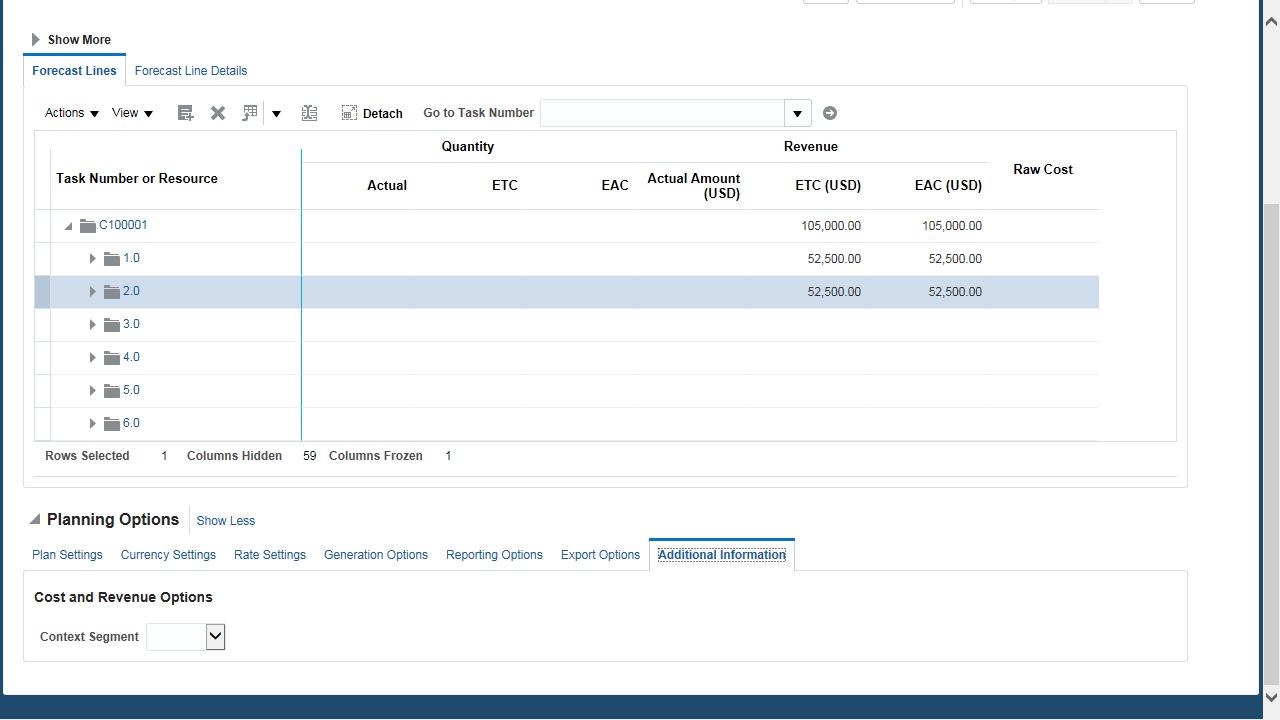 Show More
Forecast Lines Forecast Line Details
Actions View Detach Go to Task Number
Quantity Revenue
Task Number or Resource Actual ETC EAC Actual Amount (USD) ETC (USD) EAC (USD) Raw Cost
C100001 105,000.00 105,000.00
1.0 52,500.00 52,500.00
2.0 52,500.00 52,500.00
3.0
4.0
5.0
6.0
Rows Selected 1 Columns Hidden 59 Columns Frozen 1
Planning Options Show Less
Plan Settings Currency Settings Rate Settings Generation Options Reporting Options Export Options Additional Information
Cost and Revenue Options
Context Segment